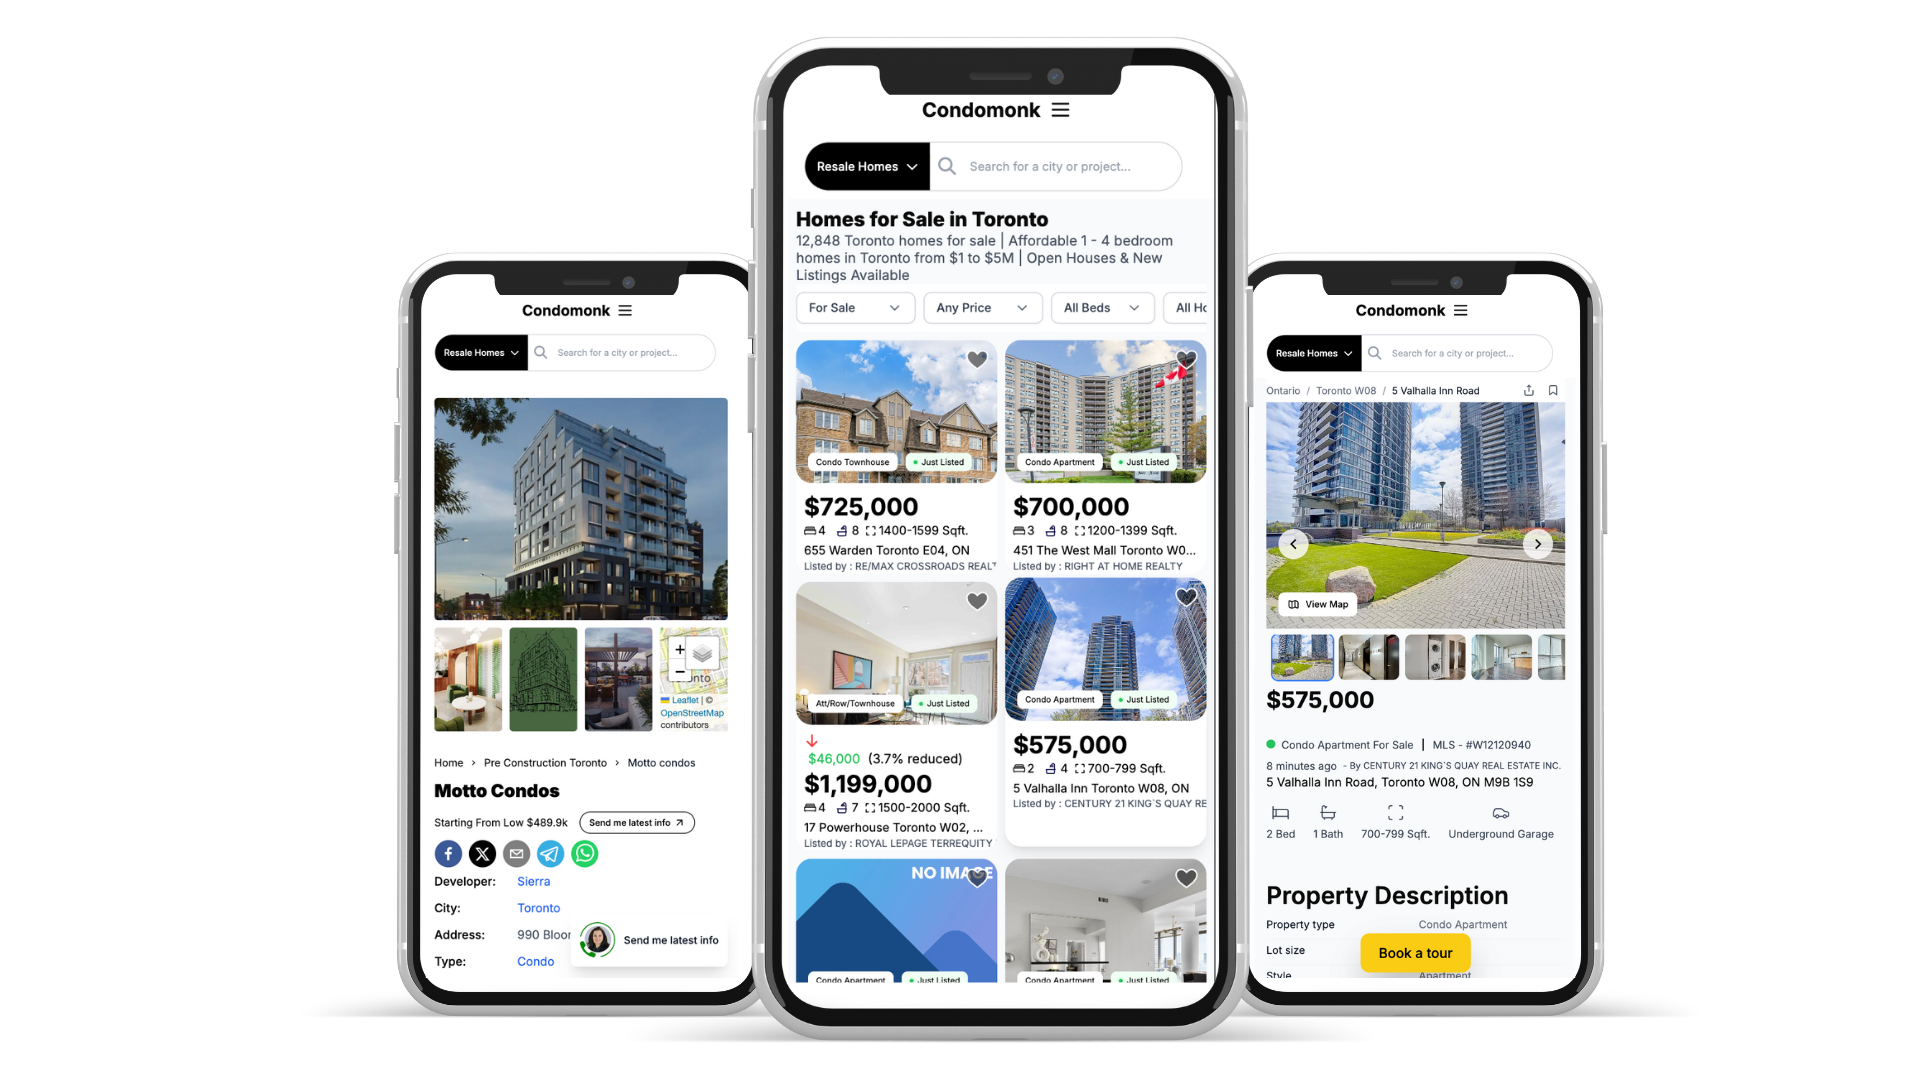 Condomonk
Resale Homes
Search for a city or project...
Home > Pre Construction Toronto > Motto condos
+
−
onto
Leaflet | ©
OpenStreetMap
contributors
Motto Condos
Starting From Low $489.9k
Send me latest info
Developer: Sierra
City: Toronto
Address: 990 Bloor
Type: Condo
Send me latest info
Condomonk
Resale Homes
Search for a city or project...
Homes for Sale in Toronto
12,848 Toronto homes for sale | Affordable 1 - 4 bedroom
homes in Toronto from $1 to $5M | Open Houses & New
Listings Available
For Sale
Any Price
All Beds
All Ho
Condo Townhouse
Just Listed
$725,000
4 8 1400-1599 Sqft.
655 Warden Toronto E04, ON
Listed by : RE/MAX CROSSROADS REALT
Condo Apartment
Just Listed
$700,000
3 8 1200-1399 Sqft.
451 The West Mall Toronto W0...
Listed by : RIGHT AT HOME REALTY
Att/Row/Townhouse
Just Listed
$46,000 (3.7% reduced)
$1,199,000
4 7 1500-2000 Sqft.
17 Powerhouse Toronto W02, ...
Listed by : ROYAL LEPAGE TERREQUITY
Condo Apartment
Just Listed
$575,000
2 4 700-799 Sqft.
5 Valhalla Inn Toronto W08, ON
Listed by : CENTURY 21 KING`S QUAY RE
NO IMAGE
Condo Apartment
Just Listed
Condo Apartment
Just Listed
Condomonk
Resale Homes
Search for a city or project...
Ontario / Toronto W08 / 5 Valhalla Inn Road
View Map
$575,000
Condo Apartment For Sale | MLS - #W12120940
8 minutes ago - By CENTURY 21 KING`S QUAY REAL ESTATE INC.
5 Valhalla Inn Road, Toronto W08, ON M9B 1S9
2 Bed
1 Bath
700-799 Sqft.
Underground Garage
Property Description
Property type Condo Apartment
Lot size
Book a tour
Style Apartment